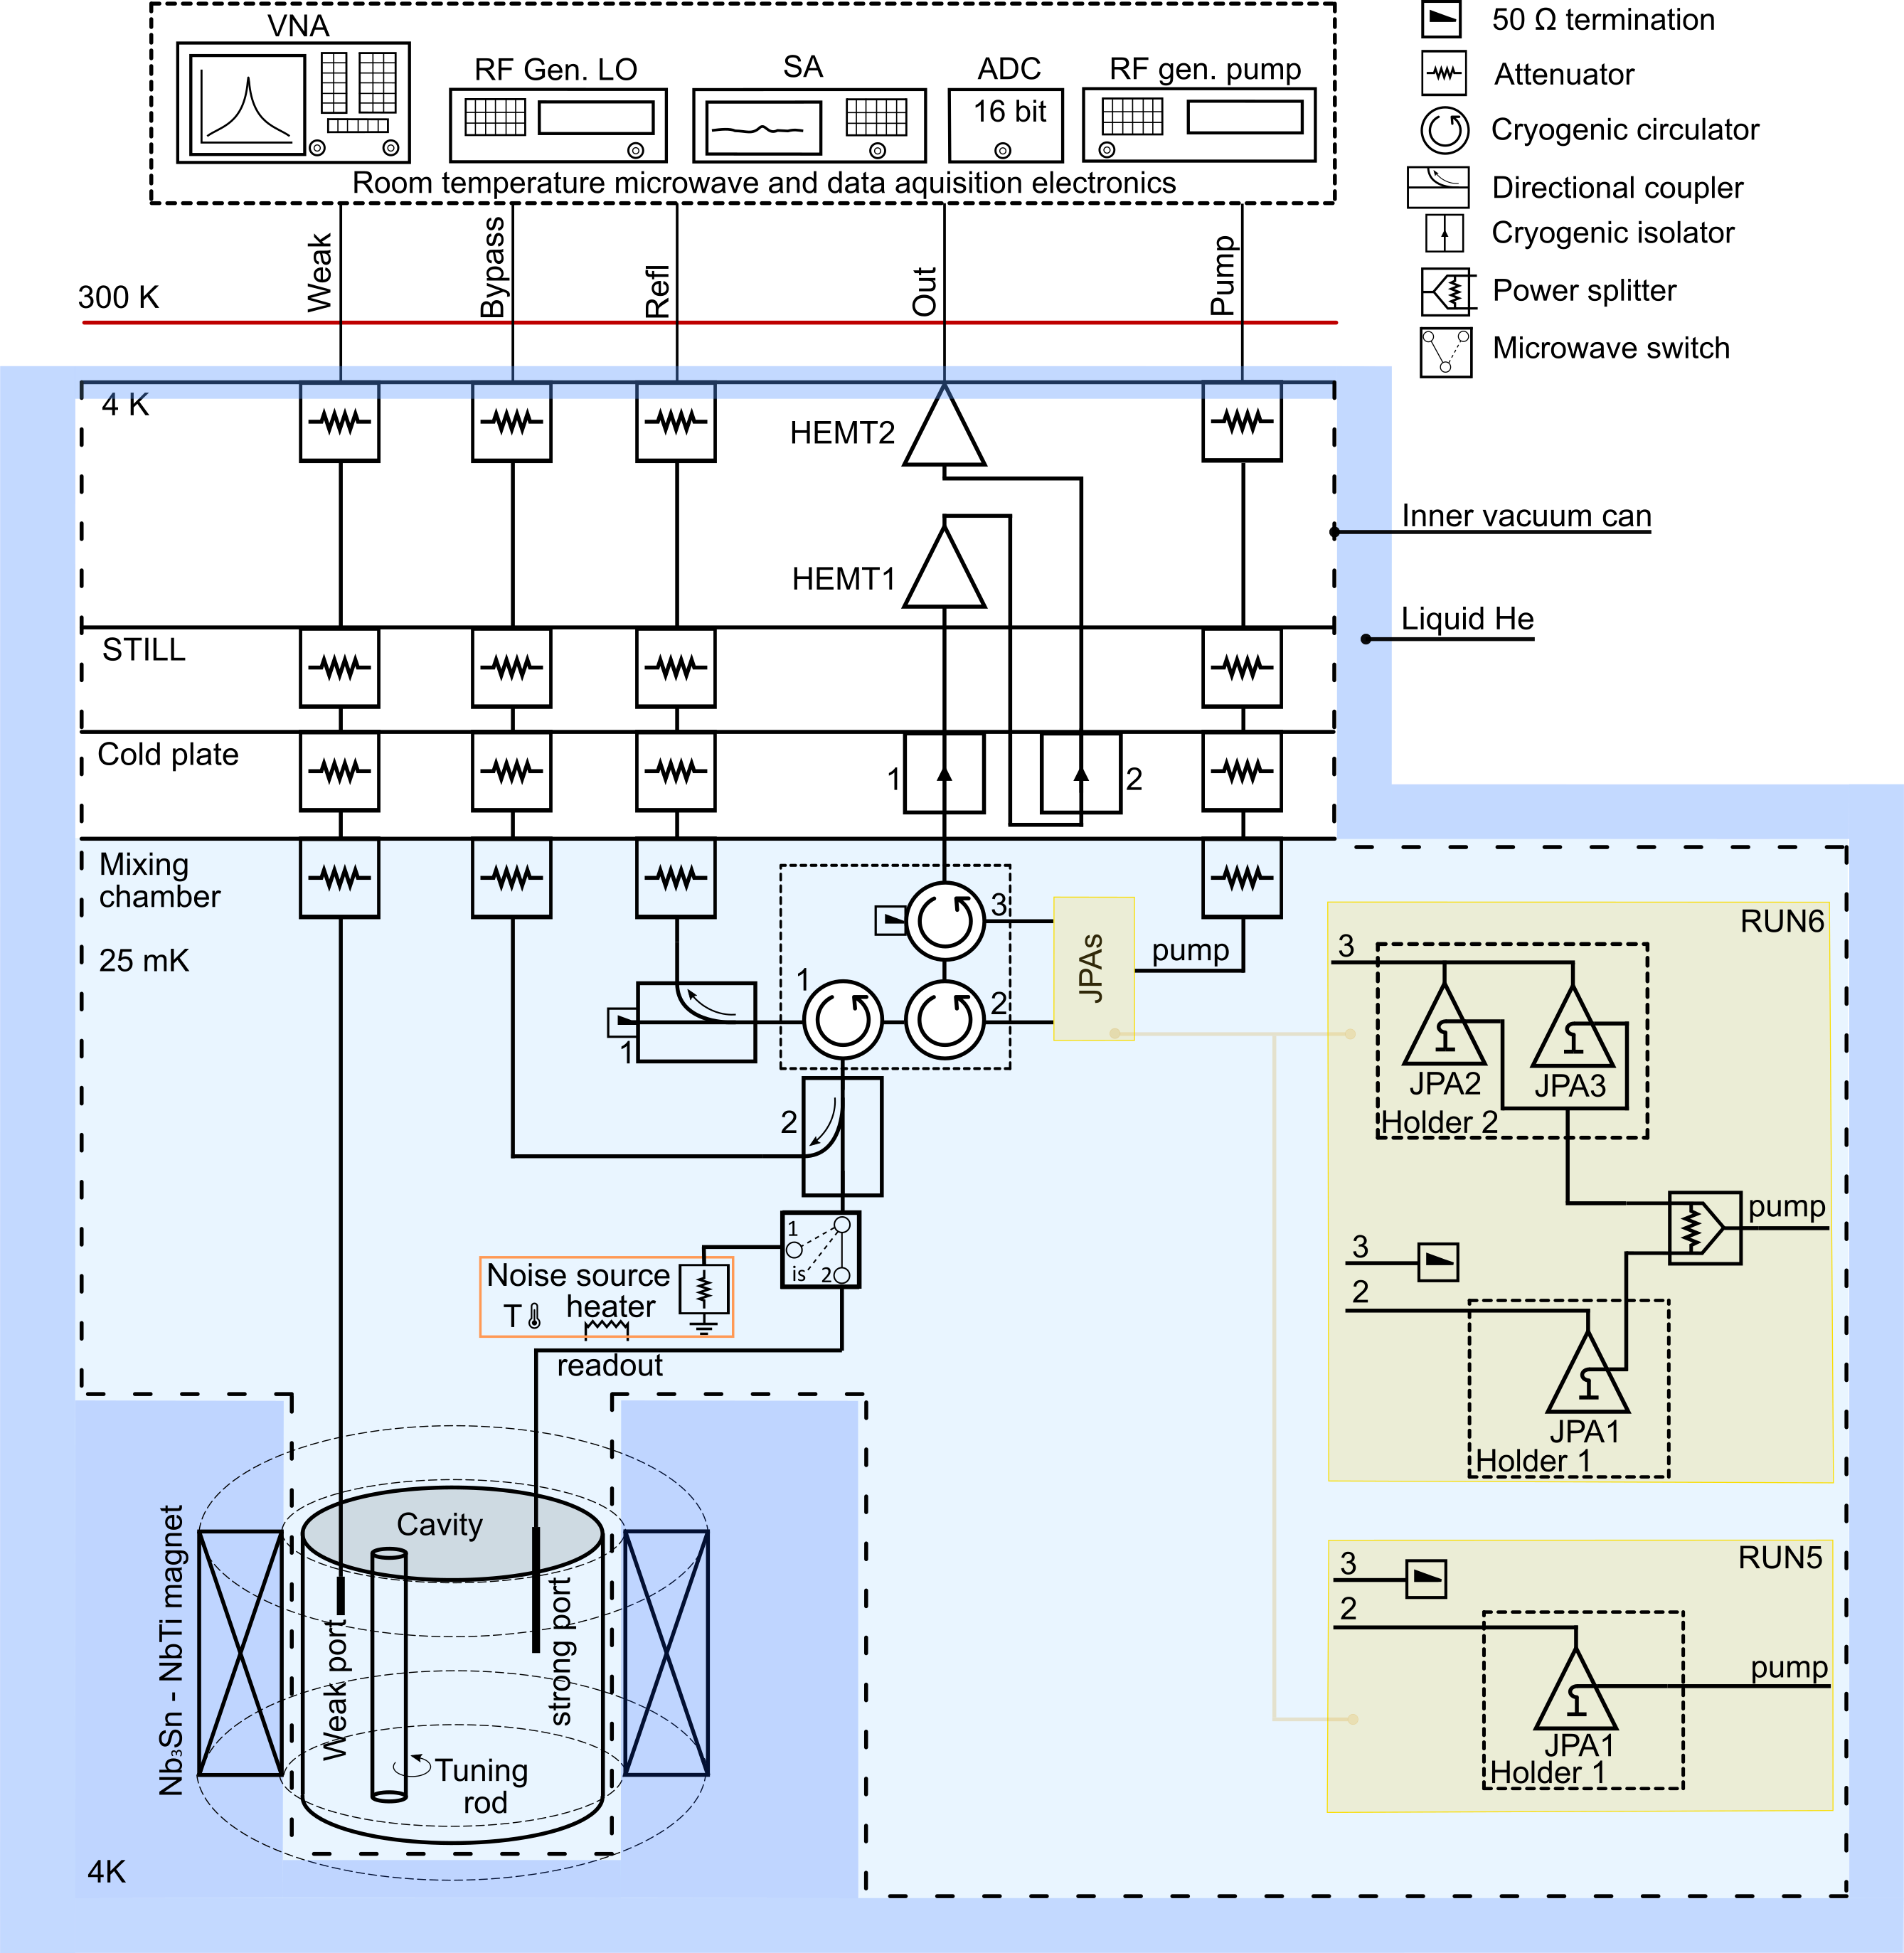 VNA
RF Gen. LO
SA
ADC
RF gen. pump
16 bit
Room temperature microwave and data aquisition electronics
50 Ω termination
Attenuator
Cryogenic circulator
Directional coupler
Cryogenic isolator
Power splitter
Microwave switch
Weak
Bypass
Refl
Out
Pump
300 K
4 K
HEMT2
HEMT1
Inner vacuum can
Liquid He
STILL
Cold plate
1
2
Mixing
chamber
25 mK
3
1
2
JPAs
pump
1
2
1
is
2
Noise source
heater
T
readout
RUN6
3
JPA2
JPA3
Holder 2
pump
3
2
JPA1
Holder 1
RUN5
3
2
pump
JPA1
Holder 1
Cavity
Nb₃Sn - NbTi magnet
Weak port
strong port
Tuning
rod
4K